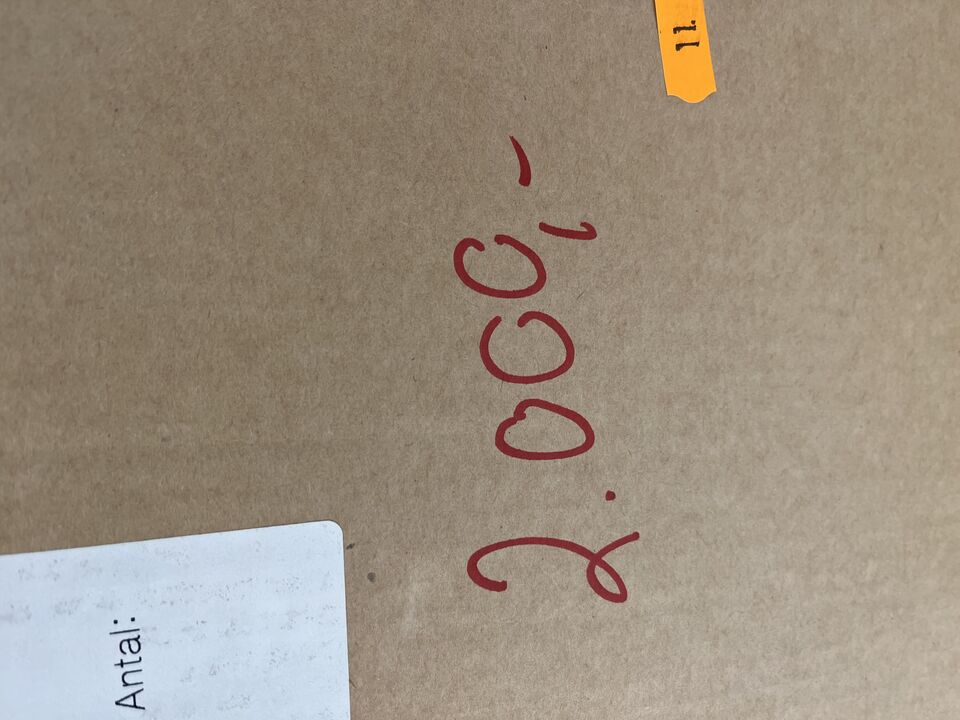 11.
2.000,-
Antal: